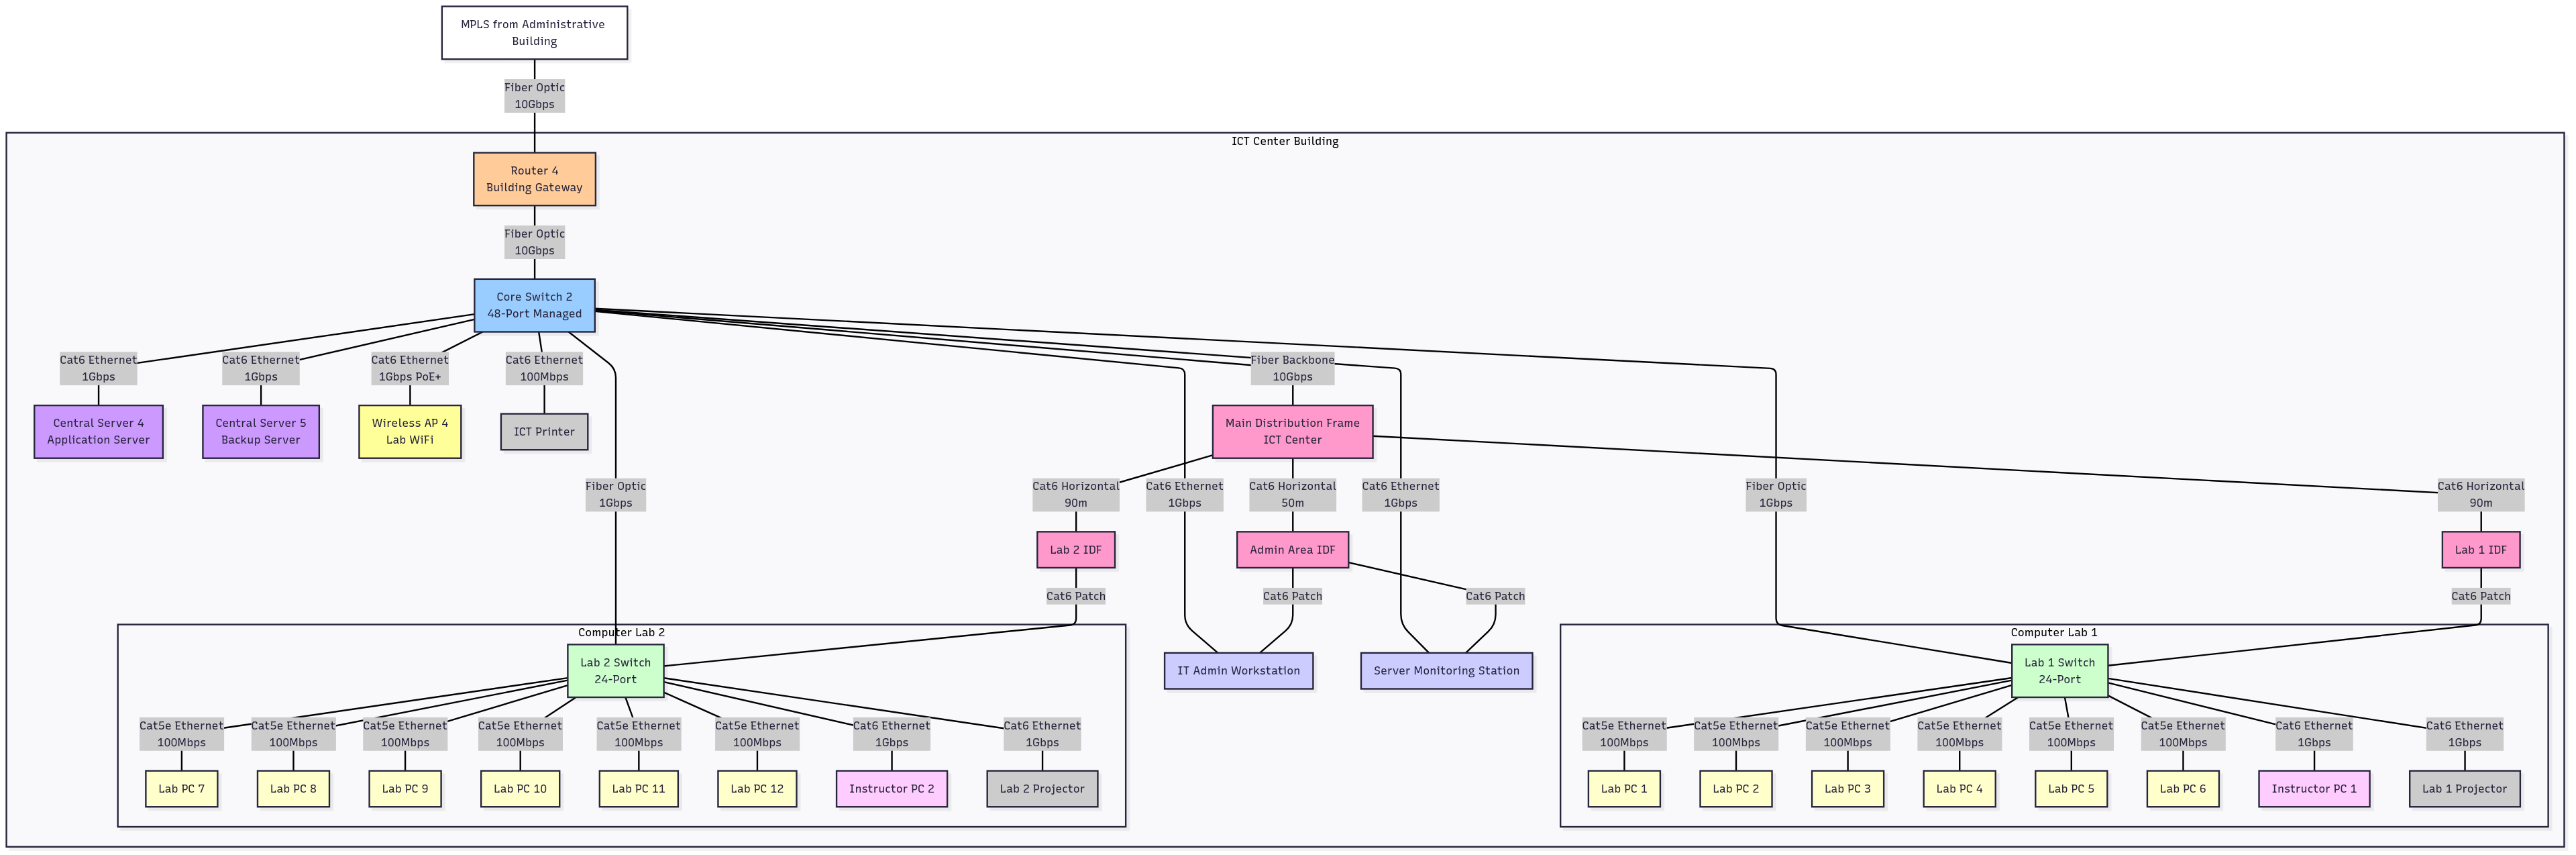 MPLS from Administrative
Building
Fiber Optic
10Gbps
ICT Center Building
Router 4
Building Gateway
Fiber Optic
10Gbps
Core Switch 2
48-Port Managed
Cat6 Ethernet
1Gbps
Cat6 Ethernet
1Gbps
Cat6 Ethernet
1Gbps PoE+
Cat6 Ethernet
100Mbps
Fiber Backbone
10Gbps
Central Server 4
Application Server
Central Server 5
Backup Server
Wireless AP 4
Lab WiFi
ICT Printer
Main Distribution Frame
ICT Center
Fiber Optic
1Gbps
Cat6 Horizontal
90m
Cat6 Ethernet
1Gbps
Cat6 Horizontal
50m
Cat6 Ethernet
1Gbps
Fiber Optic
1Gbps
Cat6 Horizontal
90m
Lab 2 IDF
Admin Area IDF
Lab 1 IDF
Cat6 Patch
Cat6 Patch
Cat6 Patch
Cat6 Patch
Computer Lab 2
Lab 2 Switch
24-Port
IT Admin Workstation
Server Monitoring Station
Computer Lab 1
Lab 1 Switch
24-Port
Cat5e Ethernet
100Mbps
Cat5e Ethernet
100Mbps
Cat5e Ethernet
100Mbps
Cat5e Ethernet
100Mbps
Cat5e Ethernet
100Mbps
Cat5e Ethernet
100Mbps
Cat6 Ethernet
1Gbps
Cat6 Ethernet
1Gbps
Cat5e Ethernet
100Mbps
Cat5e Ethernet
100Mbps
Cat5e Ethernet
100Mbps
Cat5e Ethernet
100Mbps
Cat5e Ethernet
100Mbps
Cat5e Ethernet
100Mbps
Cat6 Ethernet
1Gbps
Cat6 Ethernet
1Gbps
Lab PC 7
Lab PC 8
Lab PC 9
Lab PC 10
Lab PC 11
Lab PC 12
Instructor PC 2
Lab 2 Projector
Lab PC 1
Lab PC 2
Lab PC 3
Lab PC 4
Lab PC 5
Lab PC 6
Instructor PC 1
Lab 1 Projector